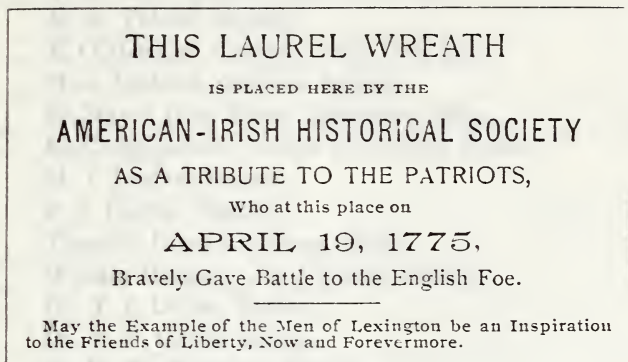 THIS LAUREL WREATH
IS PLACED HERE BY THE
AMERICAN-IRISH HISTORICAL SOCIETY
AS A TRIBUTE TO THE PATRIOTS,
Who at this place on
APRIL 19, 1775,
Bravely Gave Battle to the English Foe.
May the Example of the Men of Lexington be an Inspiration
to the Friends of Liberty, Now and Forevermore.